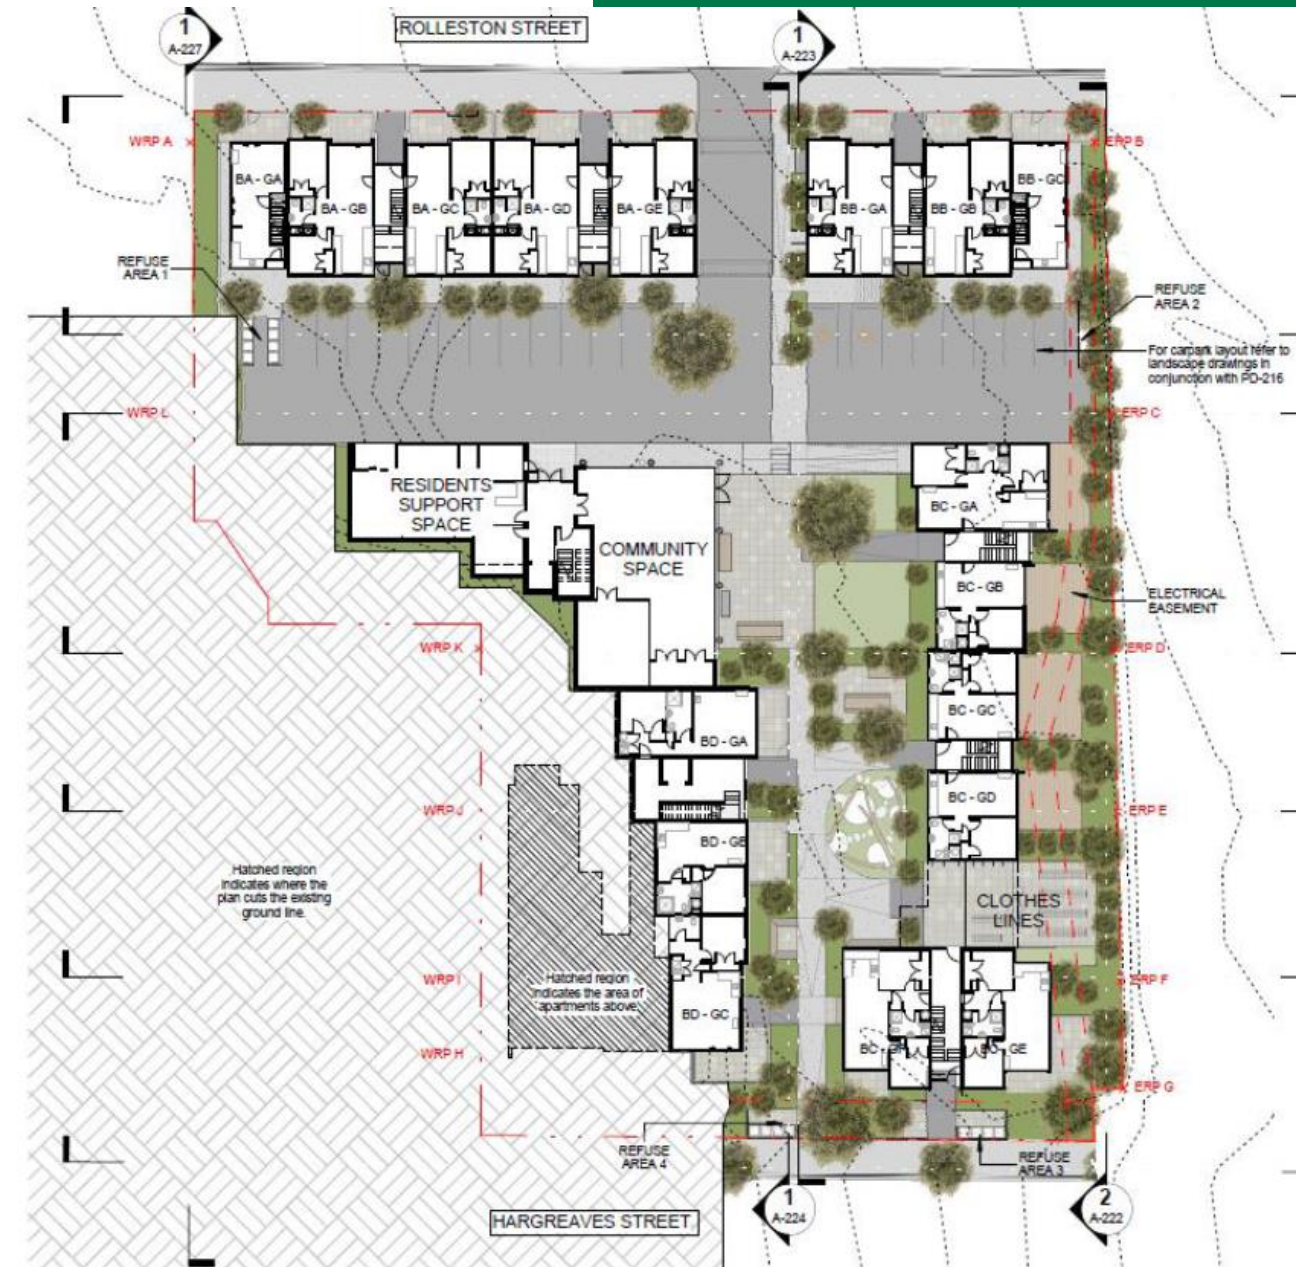 ROLLESTON STREET
1
A-227
1
A-223
WRP A
ERP B
BA - GA
BA - GB
BA - GC
BA - GD
BA - GE
BB - GA
BB - GB
BB - GC
REFUSE
AREA 1
REFUSE
AREA 2
For carpark layout refer to
landscape drawings in
conjunction with PD-216
WRP L
ERP C
RESIDENTS
SUPPORT
SPACE
COMMUNITY
SPACE
BC - GA
BC - GB
ELECTRICAL
EASEMENT
WRP K
ERP D
BC - GC
BD - GA
BC - GD
WRP J
ERP E
BD - GB
Hatched region
indicates where the
plan cuts the existing
ground line.
CLOTHES
LINES
Hatched region
indicates the area of
apartments above
WRP I
ERP F
BD - GC
BC - GE
WRP H
ERP G
REFUSE
AREA 4
REFUSE
AREA 3
HARGREAVES STREET
1
A-224
2
A-222